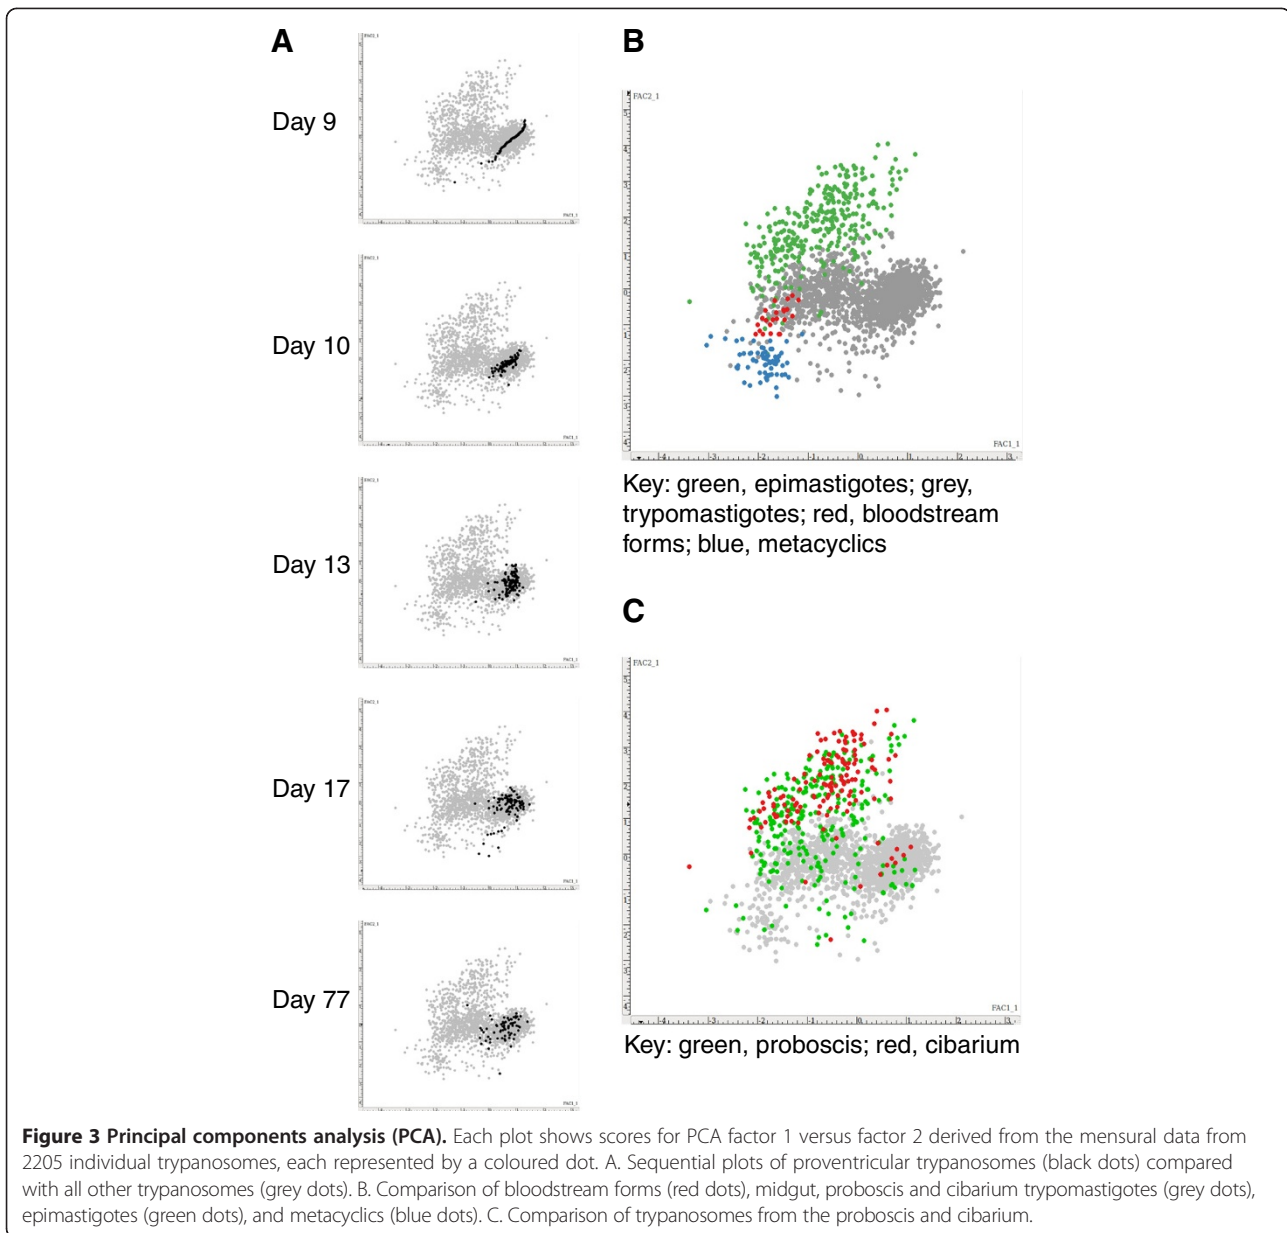 A
B
C
Day 9
Day 10
Day 13
Day 17
Day 77
FAC2_1
FAC1_1
Key: green, epimastigotes; grey,
trypomastigotes; red, bloodstream
forms; blue, metacyclics
FAC2_1
FAC1_1
Key: green, proboscis; red, cibarium
Figure 3 Principal components analysis (PCA). Each plot shows scores for PCA factor 1 versus factor 2 derived from the mensural data from
2205 individual trypanosomes, each represented by a coloured dot. A. Sequential plots of proventricular trypanosomes (black dots) compared
with all other trypanosomes (grey dots). B. Comparison of bloodstream forms (red dots), midgut, proboscis and cibarium trypomastigotes (grey dots),
epimastigotes (green dots), and metacyclics (blue dots). C. Comparison of trypanosomes from the proboscis and cibarium.